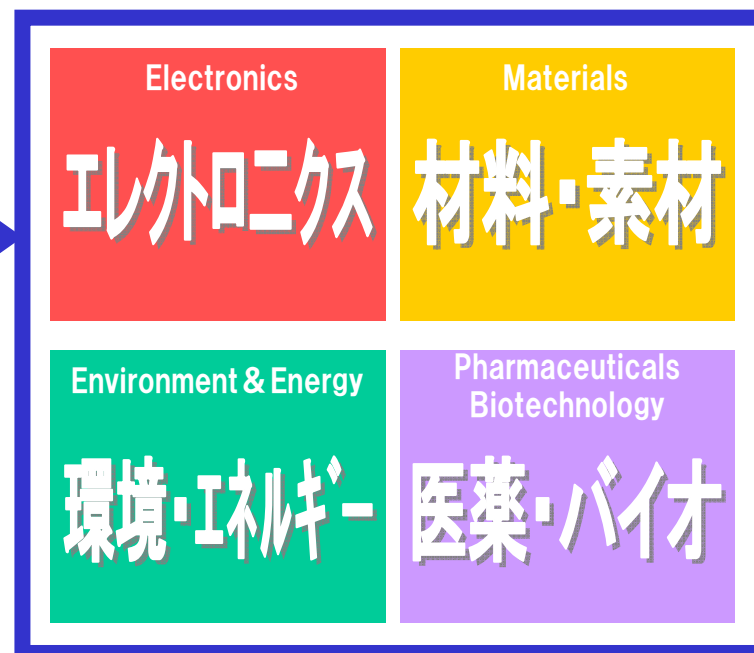 Electronics
エレクトロニクス
Materials
材料・素材
Environment & Energy
環境・エネルギー
Pharmaceuticals
Biotechnology
医薬・バイオ